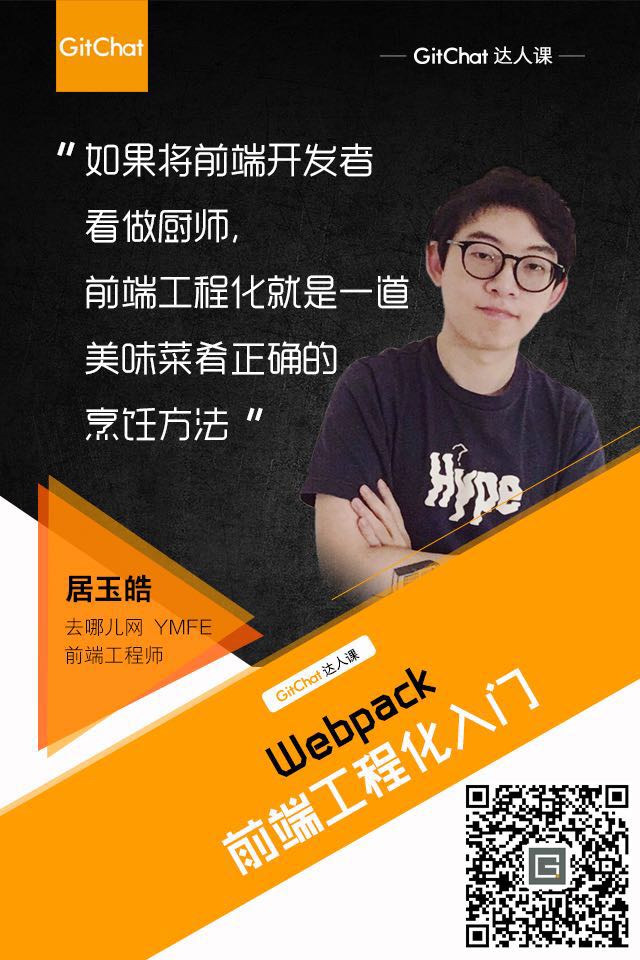 GitChat
GitChat 达人课
"如果将前端开发者
看做厨师,
前端工程化就是一道
美味菜肴正确的
烹饪方法"
Hype
居玉皓
去哪儿网 YMFE
前端工程师
GitChat 达人课
Webpack
前端工程化入门